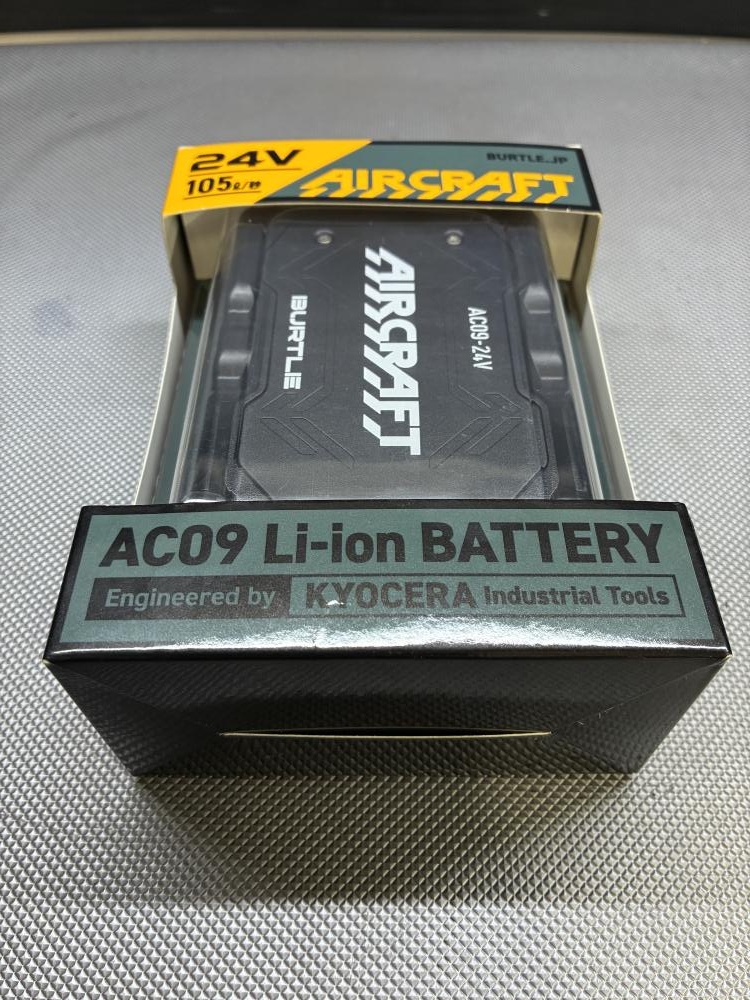 24V
BURTLE.JP
105ℓ/秒
AIRCRAFT
AIRCRAFT
AC09-24V
BURTLE
AC09 Li-ion BATTERY
Engineered by KYOCERA Industrial Tools